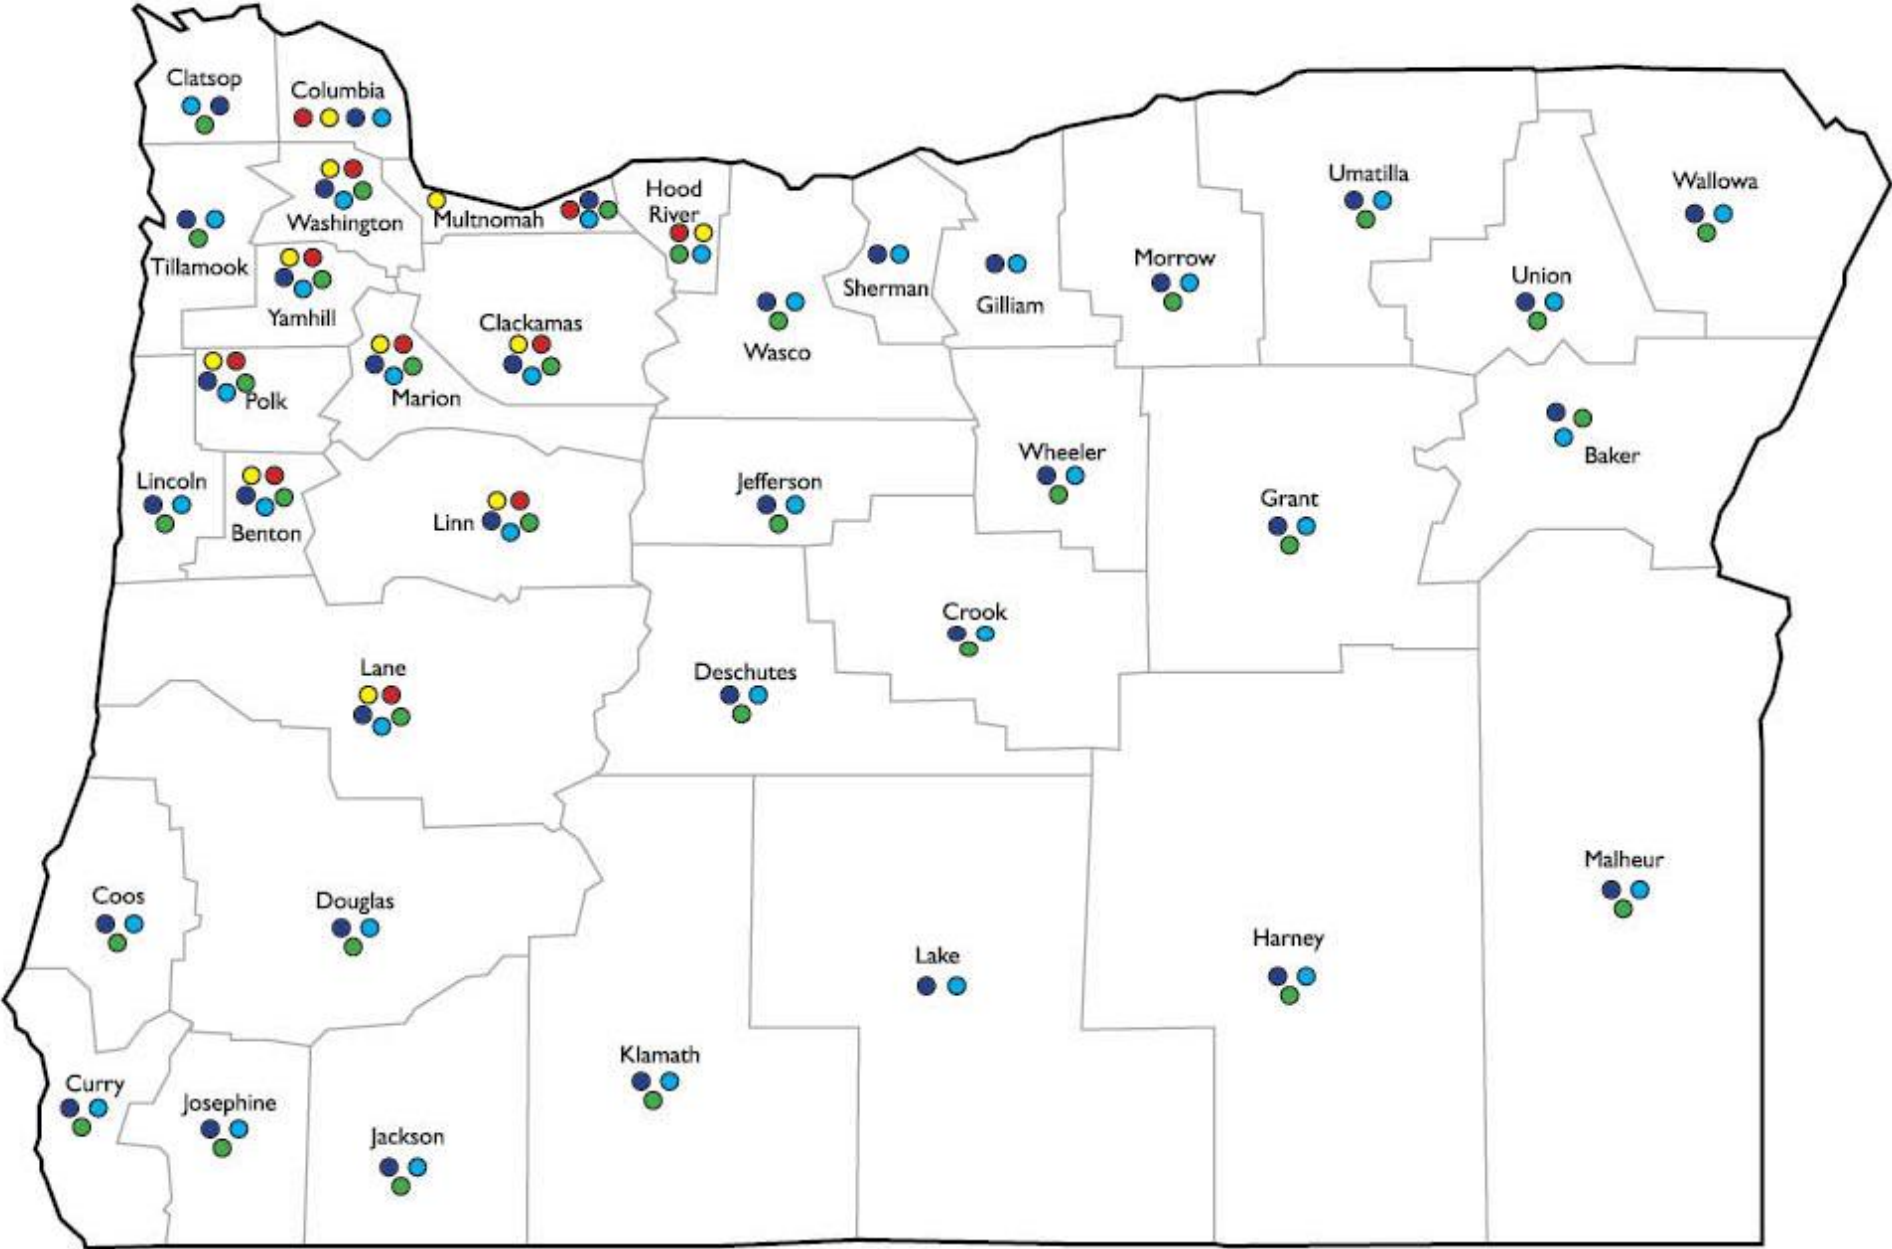 Clatsop
Columbia
Washington
Multnomah
Hood
River
Tillamook
Yamhill
Clackamas
Wasco
Sherman
Gilliam
Morrow
Umatilla
Union
Wallowa
Polk
Marion
Baker
Lincoln
Benton
Linn
Jefferson
Wheeler
Grant
Crook
Lane
Deschutes
Coos
Douglas
Lake
Harney
Malheur
Klamath
Curry
Josephine
Jackson